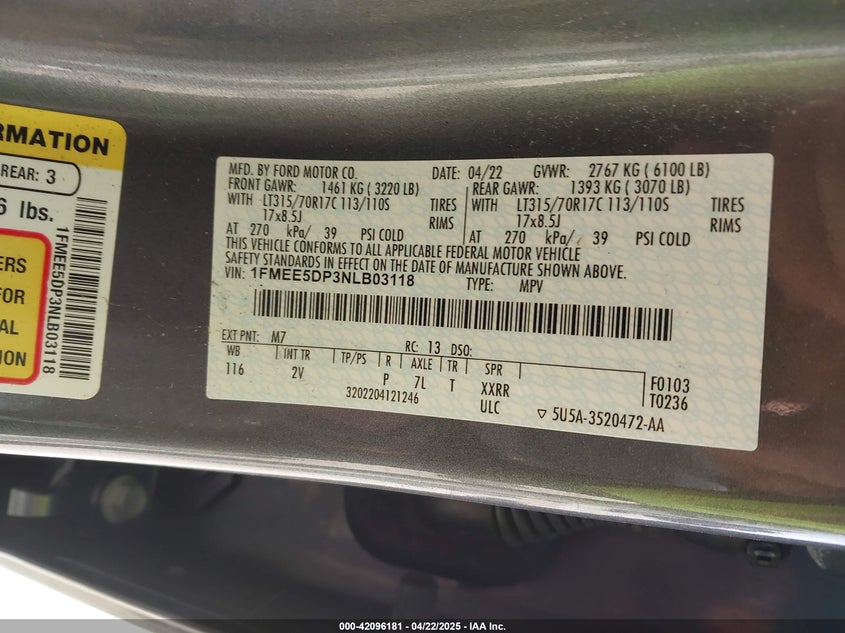 RMATION
REAR: 3
6 lbs.
ERS
FOR
AL
ION
1FMEE5DP3NLB03118
MFD. BY FORD MOTOR CO. DATE: 04/22 GVWR: 2767 KG ( 6100 LB)
FRONT GAWR: 1461 KG ( 3220 LB) REAR GAWR: 1393 KG ( 3070 LB)
WITH LT315/70R17C 113/110S TIRES WITH LT315/70R17C 113/110S TIRES
17x8.5J RIMS 17x8.5J RIMS
AT 270 kPa/ 39 PSI COLD AT 270 kPa/ 39 PSI COLD
THIS VEHICLE CONFORMS TO ALL APPLICABLE FEDERAL MOTOR VEHICLE
SAFETY STANDARDS IN EFFECT ON THE DATE OF MANUFACTURE SHOWN ABOVE.
VIN: 1FMEE5DP3NLB03118 TYPE: MPV
EXT PNT: M7 RC: 13 DSO:
WB INT TR TP/PS R AXLE TR SPR
116 2V P 7L T XXRR
3202204121246 ULC
F0103
T0236
5U5A-3520472-AA
000-42096181 - 04/22/2025 - IAA Inc.